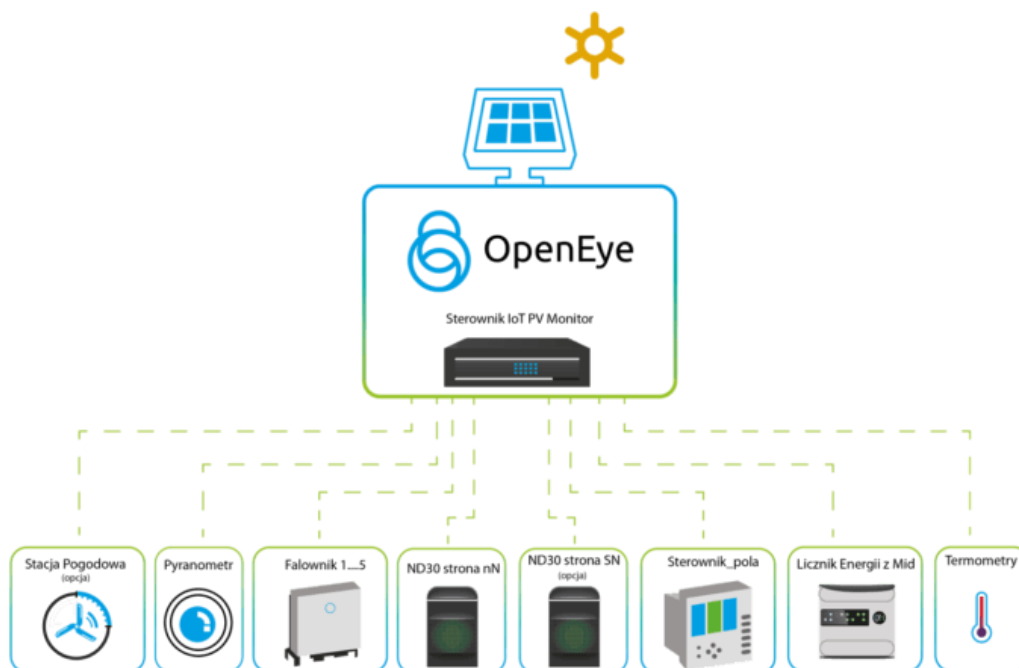 OpenEye
Sterownik IoT PV Monitor
Stacja Pogodowa
(opcja)
Pyranometr
Falownik 1....5
ND30 strona nN
ND30 strona SN
(opcja)
Sterownik_pola
Licznik Energii z Mid
Termometry